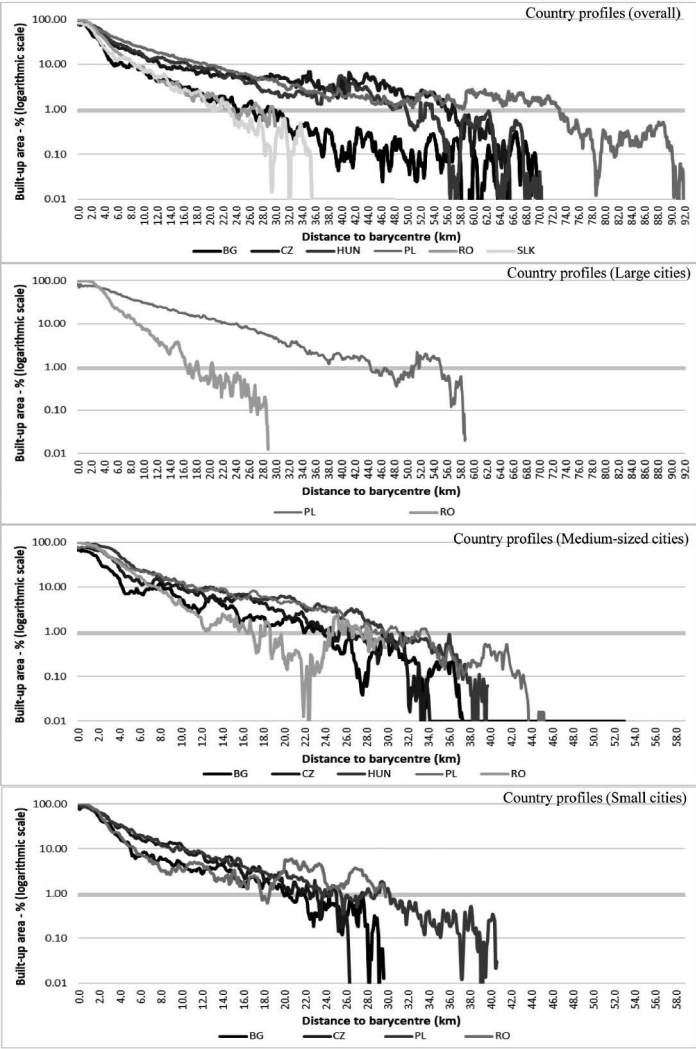 Country profiles (overall)
Built-up area - % (logarithmic scale)
100.00
10.00
1.00
0.10
0.01
0.0 2.0 4.0 6.0 8.0 10.0 12.0 14.0 16.0 18.0 20.0 22.0 24.0 26.0 28.0 30.0 32.0 34.0 36.0 38.0 40.0 42.0 44.0 46.0 48.0 50.0 52.0 54.0 56.0 58.0 60.0 62.0 64.0 66.0 68.0 70.0 72.0 74.0 76.0 78.0 80.0 82.0 84.0 86.0 88.0 90.0 92.0
Distance to barycentre (km)
BG CZ HUN PL RO SLK
Country profiles (Large cities)
Built-up area - % (logarithmic scale)
100.00
10.00
1.00
0.10
0.01
0.0 2.0 4.0 6.0 8.0 10.0 12.0 14.0 16.0 18.0 20.0 22.0 24.0 26.0 28.0 30.0 32.0 34.0 36.0 38.0 40.0 42.0 44.0 46.0 48.0 50.0 52.0 54.0 56.0 58.0 60.0 62.0 64.0 66.0 68.0 70.0 72.0 74.0 76.0 78.0 80.0 82.0 84.0 86.0 88.0 90.0 92.0
Distance to barycentre (km)
PL RO
Country profiles (Medium-sized cities)
Built-up area - % (logarithmic scale)
100.00
10.00
1.00
0.10
0.01
0.0 2.0 4.0 6.0 8.0 10.0 12.0 14.0 16.0 18.0 20.0 22.0 24.0 26.0 28.0 30.0 32.0 34.0 36.0 38.0 40.0 42.0 44.0 46.0 48.0 50.0 52.0 54.0 56.0 58.0
Distance to barycentre (km)
BG CZ HUN PL RO
Country profiles (Small cities)
Built-up area - % (logarithmic scale)
100.00
10.00
1.00
0.10
0.01
0.0 2.0 4.0 6.0 8.0 10.0 12.0 14.0 16.0 18.0 20.0 22.0 24.0 26.0 28.0 30.0 32.0 34.0 36.0 38.0 40.0 42.0 44.0 46.0 48.0 50.0 52.0 54.0 56.0 58.0
Distance to barycentre (km)
BG CZ PL RO